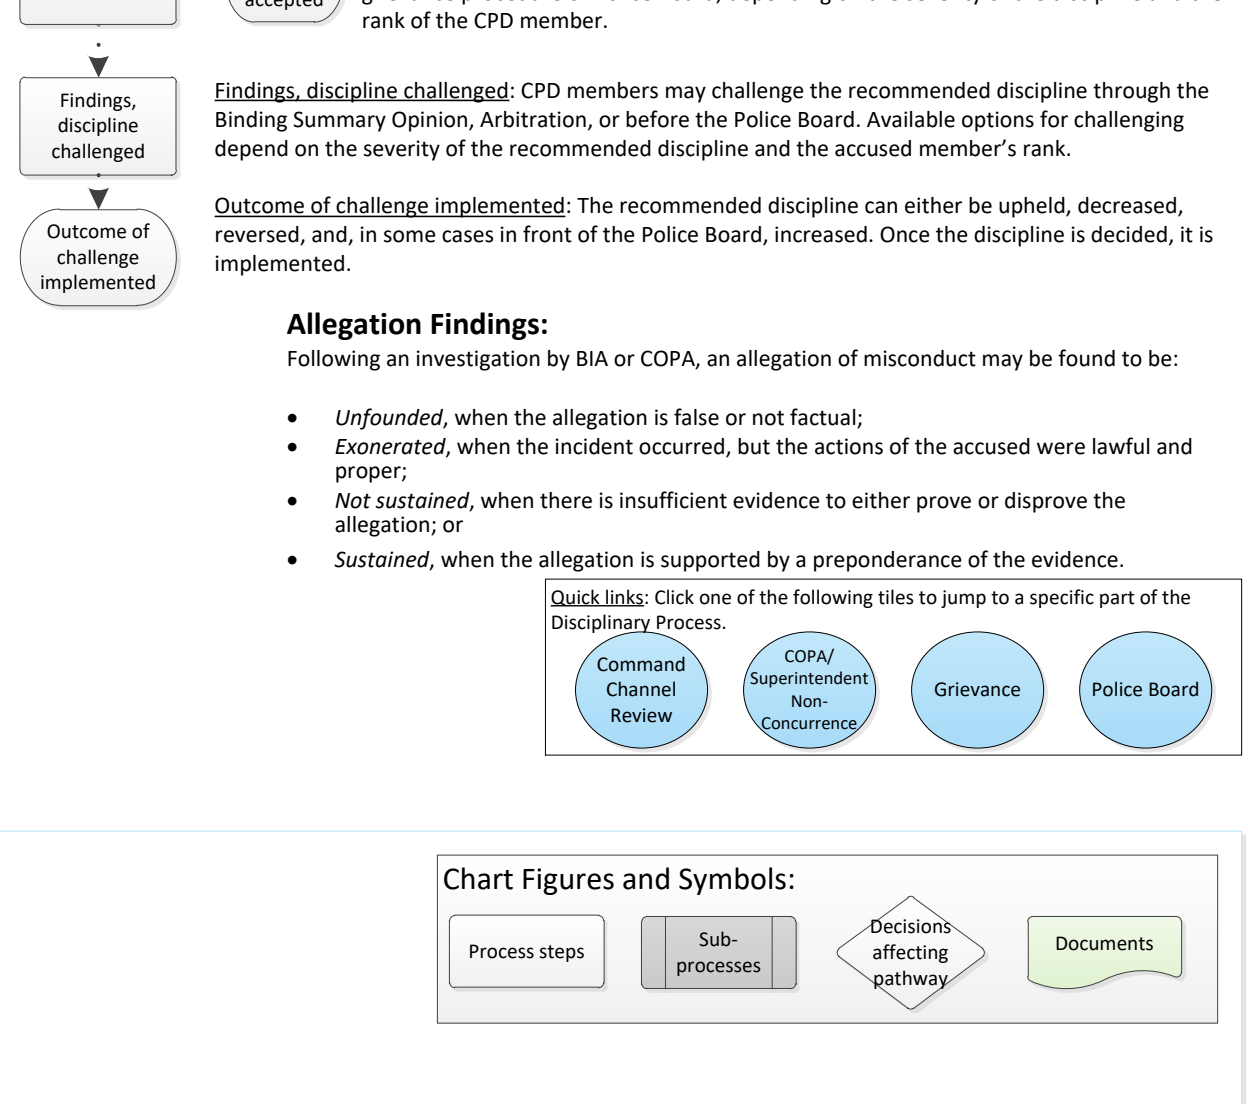 accepted
rank of the CPD member.
Findings,
discipline
challenged
Findings, discipline challenged: CPD members may challenge the recommended discipline through the
Binding Summary Opinion, Arbitration, or before the Police Board. Available options for challenging
depend on the severity of the recommended discipline and the accused member’s rank.
Outcome of
challenge
implemented
Outcome of challenge implemented: The recommended discipline can either be upheld, decreased,
reversed, and, in some cases in front of the Police Board, increased. Once the discipline is decided, it is
implemented.
Allegation Findings:
Following an investigation by BIA or COPA, an allegation of misconduct may be found to be:
• Unfounded, when the allegation is false or not factual;
• Exonerated, when the incident occurred, but the actions of the accused were lawful and
proper;
• Not sustained, when there is insufficient evidence to either prove or disprove the
allegation; or
• Sustained, when the allegation is supported by a preponderance of the evidence.
Quick links: Click one of the following tiles to jump to a specific part of the
Disciplinary Process.
Command
Channel
Review
COPA/
Superintendent
Non-
Concurrence
Grievance
Police Board
Chart Figures and Symbols:
Process steps
Sub-
processes
Decisions
affecting
pathway
Documents